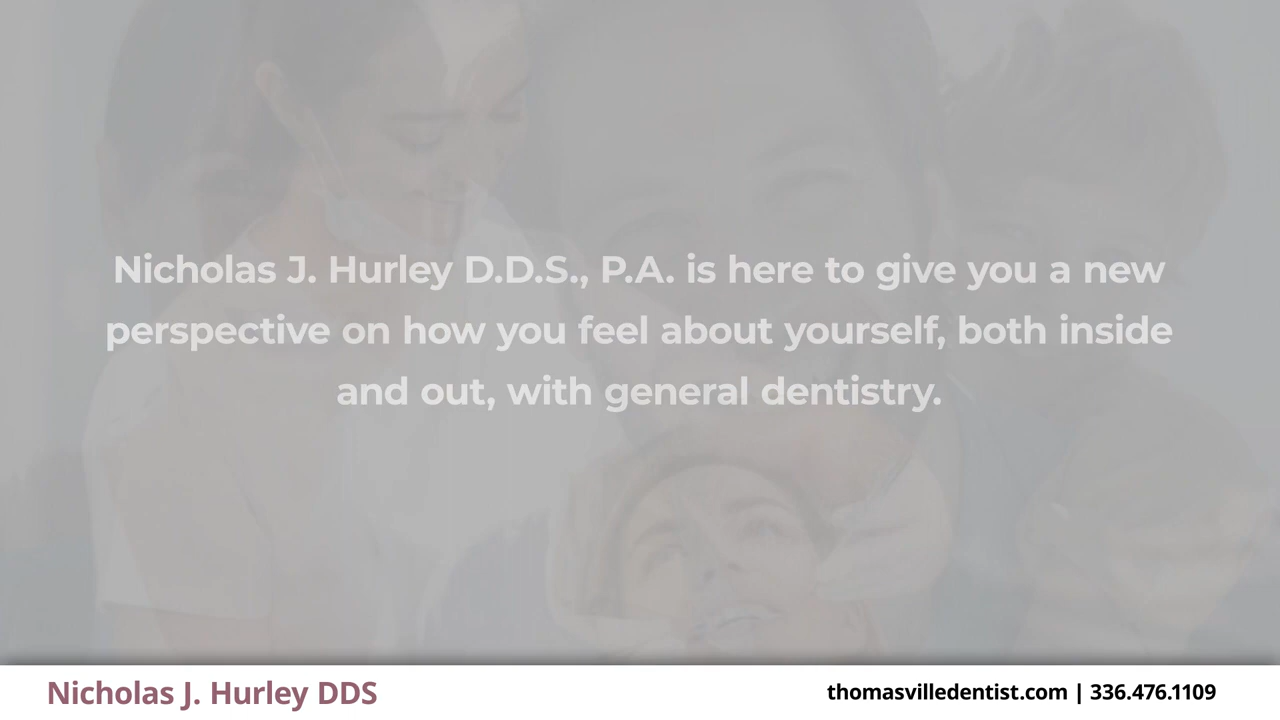 Nicholas J. Hurley D.D.S., P.A. is here to give you a new
perspective on how you feel about yourself, both inside
and out, with general dentistry.
Nicholas J. Hurley DDS
thomasvilledentist.com | 336.476.1109